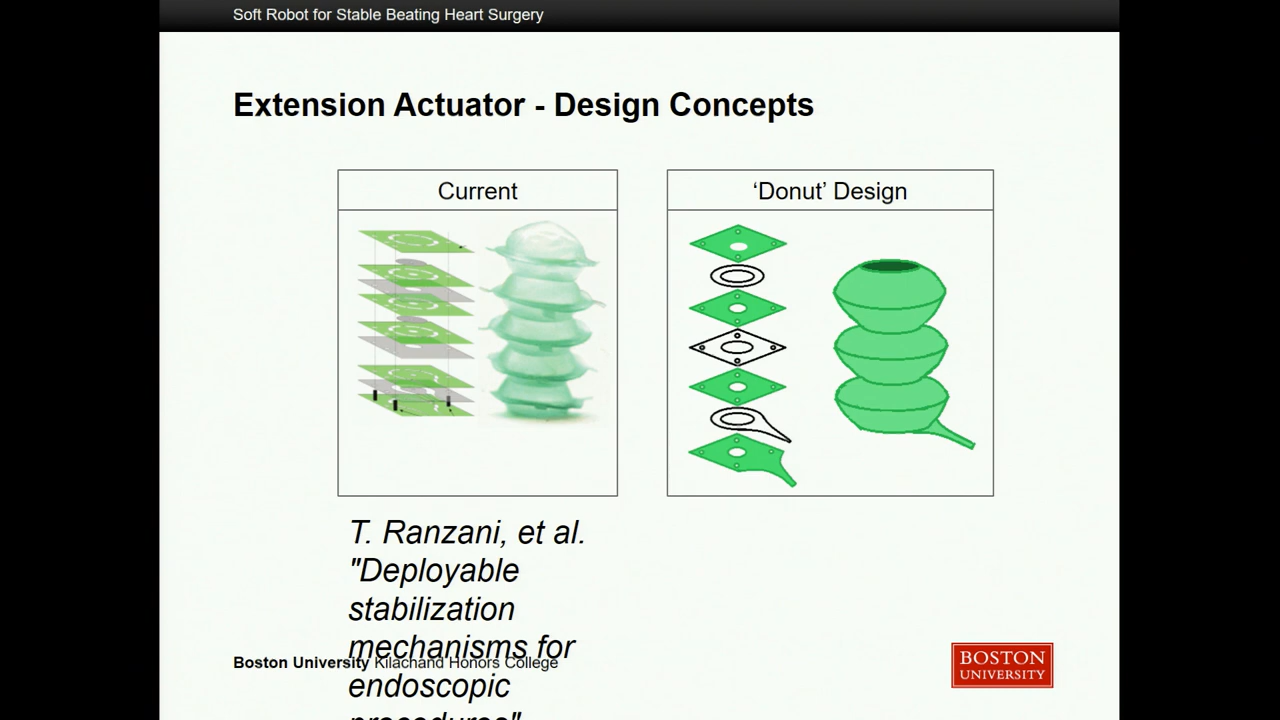 Soft Robot for Stable Beating Heart Surgery
Extension Actuator - Design Concepts
Current
‘Donut’ Design
T. Ranzani, et al.
"Deployable
stabilization
mechanisms for
endoscopic
procedures"
Boston University Kilachand Honors College
BOSTON
UNIVERSITY